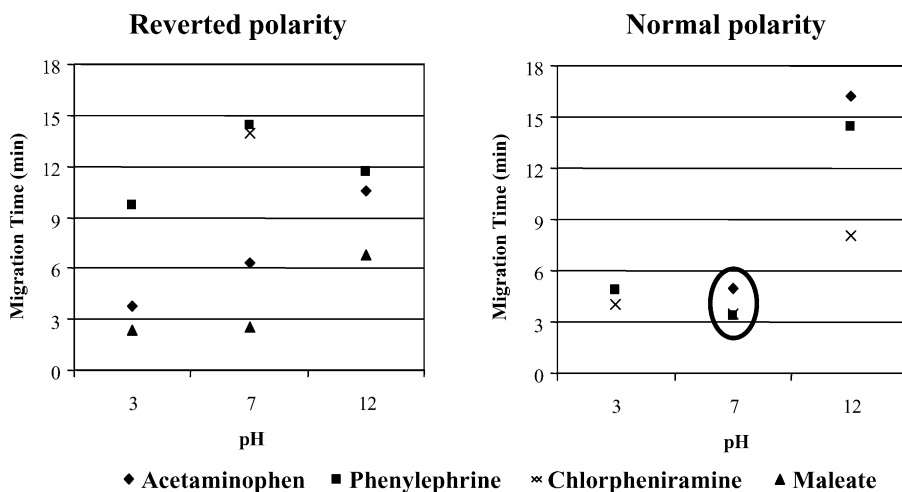 Reverted polarity
Migration Time (min)
18
15
12
9
6
3
0
3 7 12
pH
Normal polarity
Migration Time (min)
18
15
12
9
6
3
0
3 7 12
pH
Acetaminophen Phenylephrine Chlorpheniramine Maleate